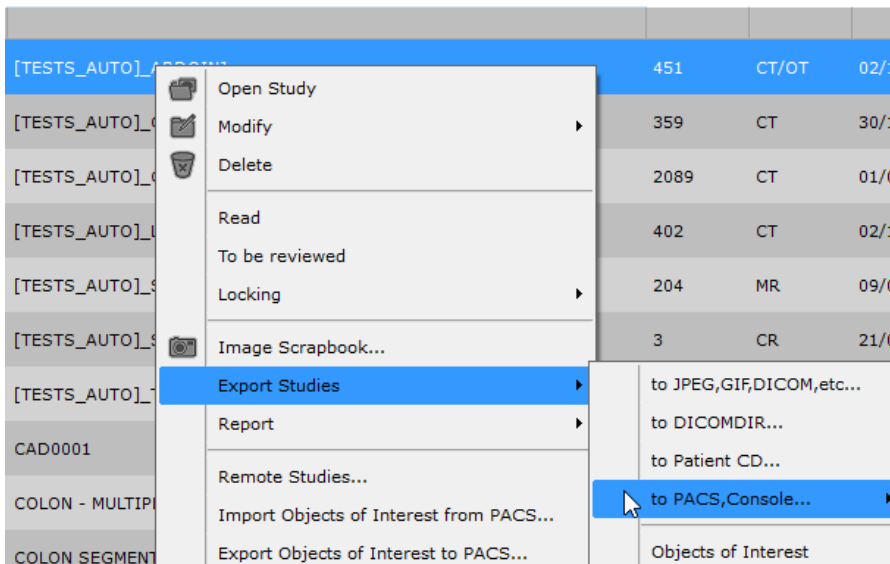 [TESTS_AUTO] 451 CT/OT 02/
Open Study
[TESTS_AUTO] 359 CT 30/
Modify
Delete
[TESTS_AUTO] 2089 CT 01/
Read
[TESTS_AUTO] 402 CT 02/
To be reviewed
[TESTS_AUTO] 204 MR 09/
Locking
[TESTS_AUTO] 3 CR 21/
Image Scrapbook...
Export Studies
to JPEG,GIF,DICOM,etc...
[TESTS_AUTO]
Report
to DICOMDIR...
CAD0001
to Patient CD...
Remote Studies...
to PACS,Console...
COLON - MULTIP
Import Objects of Interest from PACS...
COLON SEGMENT
Export Objects of Interest to PACS...
Objects of Interest